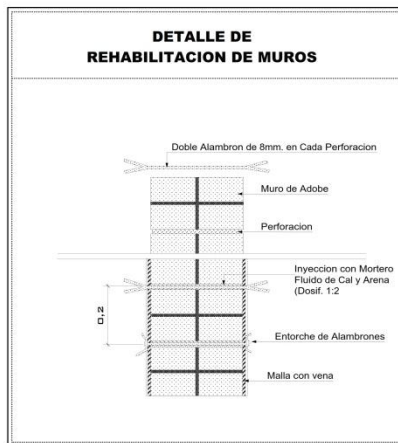 DETALLE DE
REHABILITACION DE MUROS
Doble Alambron de 8mm. en Cada Perforacion
Muro de Adobe
Perforacion
Inyeccion con Mortero
Fluido de Cal y Arena
(Dosif. 1:2
0,2
Entorche de Alambrones
Malla con vena